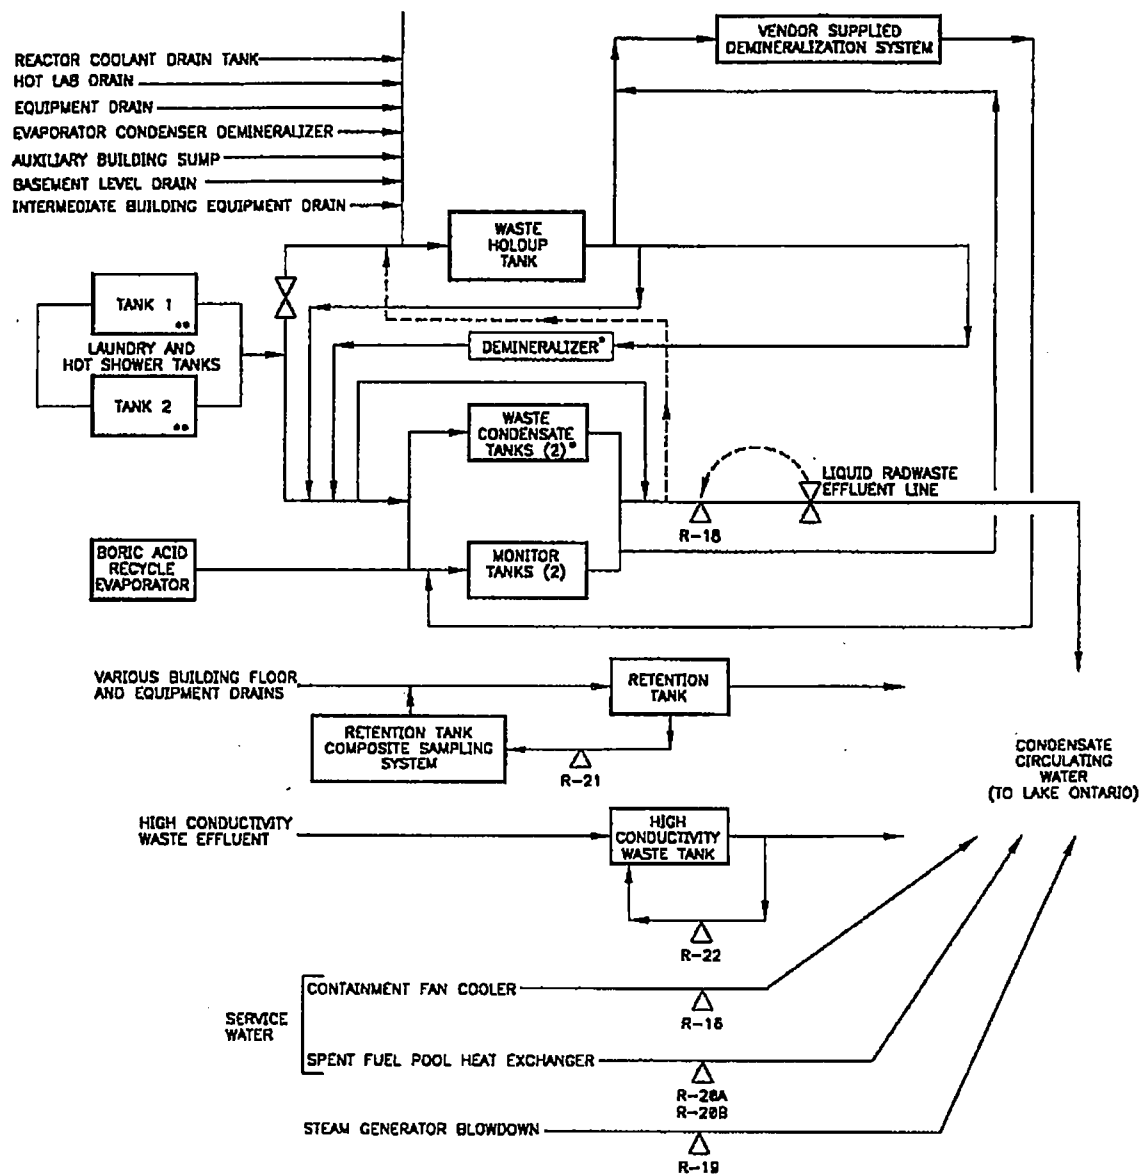 VENDOR SUPPLIED
DEMINERALIZATION SYSTEM
REACTOR COOLANT DRAIN TANK
HOT LAB DRAIN
EQUIPMENT DRAIN
EVAPORATOR CONDENSER DEMINERALIZER
AUXILIARY BUILDING SUMP
BASEMENT LEVEL DRAIN
INTERMEDIATE BUILDING EQUIPMENT DRAIN
WASTE
HOLDUP
TANK
TANK 1
**
LAUNDRY AND
HOT SHOWER TANKS
TANK 2
**
DEMINERALIZER*
WASTE
CONDENSATE
TANKS (2)*
LIQUID RADWASTE
EFFLUENT LINE
R-18
BORIC ACID
RECYCLE
EVAPORATOR
MONITOR
TANKS (2)
VARIOUS BUILDING FLOOR
AND EQUIPMENT DRAINS
RETENTION
TANK
RETENTION TANK
COMPOSITE SAMPLING
SYSTEM
R-21
CONDENSATE
CIRCULATING
WATER
(TO LAKE ONTARIO)
HIGH CONDUCTIVITY
WASTE EFFLUENT
HIGH
CONDUCTIVITY
WASTE TANK
R-22
CONTAINMENT FAN COOLER
R-16
SERVICE
WATER
SPENT FUEL POOL HEAT EXCHANGER
R-20A
R-20B
STEAM GENERATOR BLOWDOWN
R-19